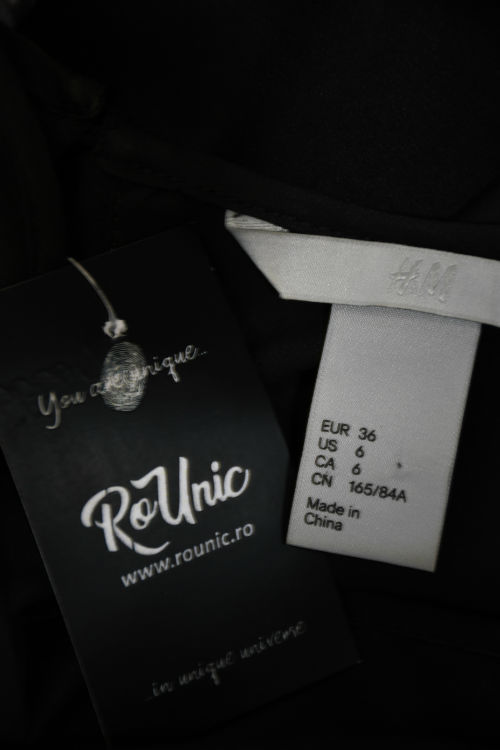 You are unique...
RoUnic
www.rounic.ro
...in unique universe
H&M
EUR 36
US 6
CA 6
CN 165/84A
Made in
China